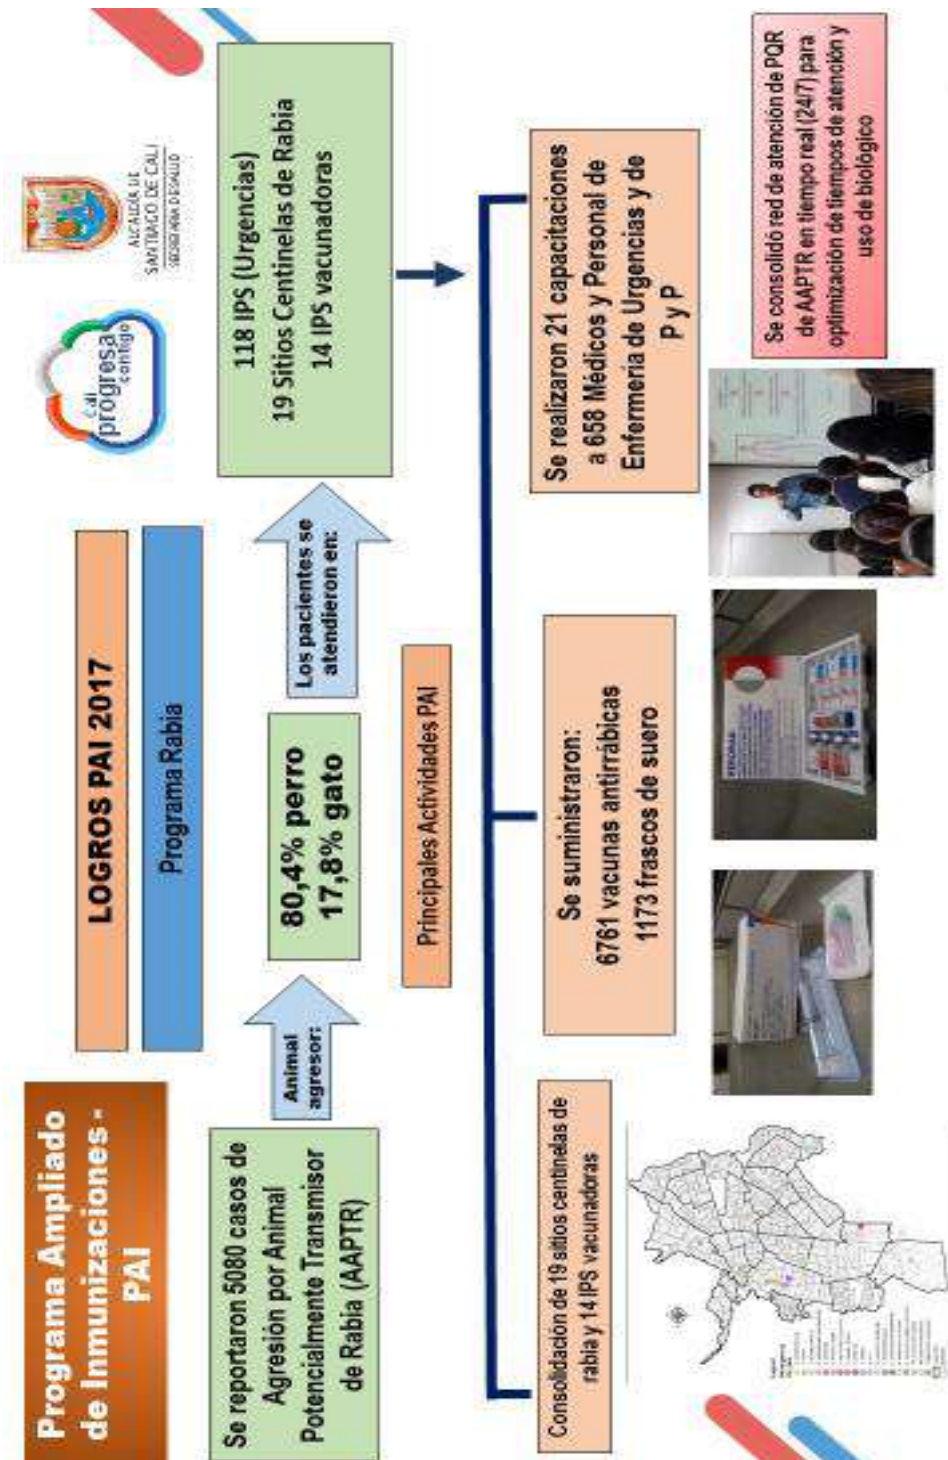 Programa Ampliado
de Inmunizaciones -
PAI
LOGROS PAI 2017
Programa Rabia
Cali
progresa
contigo
ALCALDÍA DE
SANTIAGO DE CALI
SECRETARÍA DE SALUD
Se reportaron 5080 casos de
Agresión por Animal
Potencialmente Transmisor
de Rabia (AAPTR)
Animal
agresor:
80,4% perro
17,8% gato
Los pacientes se
atendieron en:
118 IPS (Urgencias)
19 Sitios Centinelas de Rabia
14 IPS vacunadoras
Principales Actividades PAI
Consolidación de 19 sitios centinelas de
rabia y 14 IPS vacunadoras
Se suministraron:
6761 vacunas antirrábicas
1173 frascos de suero
Se realizaron 21 capacitaciones
a 658 Médicos y Personal de
Enfermería de Urgencias y de
P y P
Se consolido red de atención de PQR
de AAPTR en tiempo real (24/7) para
optimización de tiempos de atención y
uso de biológico